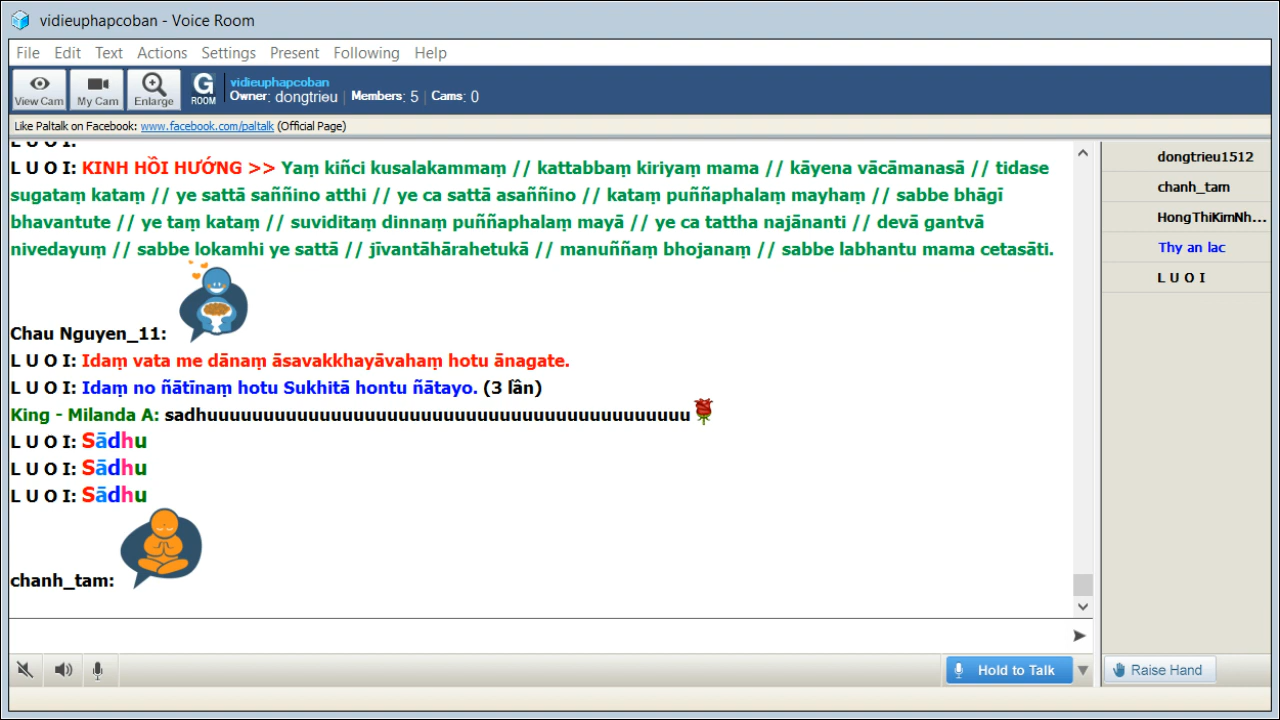 vidieuphapcoban - Voice Room
File Edit Text Actions Settings Present Following Help
View Cam
My Cam
Enlarge
G ROOM
vidieuphapcoban
Owner: dongtrieu | Members: 5 | Cams: 0
Like Paltalk on Facebook: www.facebook.com/paltalk (Official Page)
L U O I:
L U O I: KINH HỒI HƯỚNG >> Yaṃ kiñci kusalakammaṃ // kattabbaṃ kiriyaṃ mama // kāyena vācāmanasā // tidase
sugataṃ kataṃ // ye sattā saññino atthi // ye ca sattā asaññino // kataṃ puññaphalaṃ mayhaṃ // sabbe bhāgī
bhavantute // ye taṃ kataṃ // suviditaṃ dinnaṃ puññaphalaṃ mayā // ye ca tattha najānanti // devā gantvā
nivedayuṃ // sabbe lokamhi ye sattā // jīvantāhārahetukā // manuññaṃ bhojanaṃ // sabbe labhantu mama cetasāti.
Chau Nguyen_11:
L U O I: Idaṃ vata me dānaṃ āsavakkhayāvahaṃ hotu ānagate.
L U O I: Idaṃ no ñātīnaṃ hotu Sukhitā hontu ñātayo. (3 lần)
King - Milanda A: sadhuuuuuuuuuuuuuuuuuuuuuuuuuuuuuuuuuuuuuuuuuuu
L U O I: Sādhu
L U O I: Sādhu
L U O I: Sādhu
chanh_tam:
Hold to Talk
dongtrieu1512
chanh_tam
HongThiKimNh...
Thy an lac
L U O I
Raise Hand